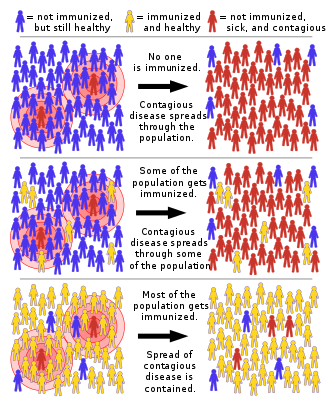 = not immunized,
but still healthy
= immunized
and healthy
= not immunized,
sick, and contagious
No one
is immunized.
Contagious
disease spreads
through the
population.
Some of the
population gets
immunized.
Contagious
disease spreads
through some
of the population
Most of the
population gets
immunized.
Spread of
contagious
disease is
contained.